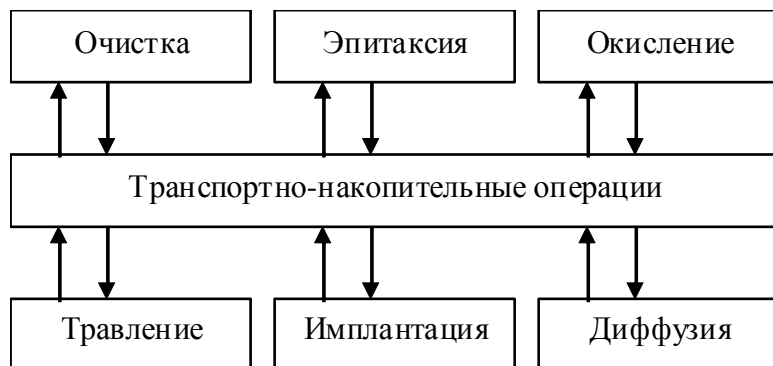 Очистка
Эпитаксия
Окисление
Транспортно-накопительные операции
Травление
Имплантация
Диффузия